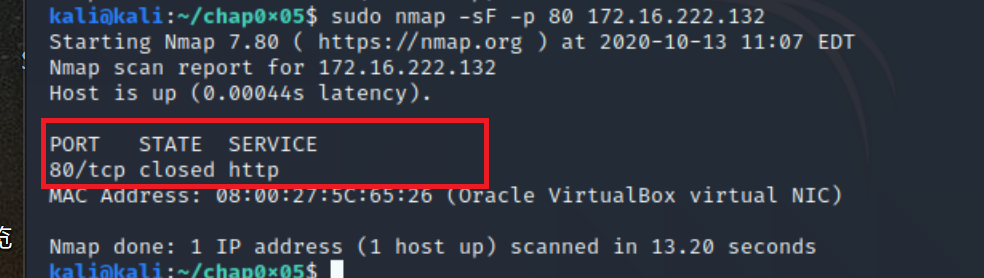 kali@kali:~/chap0×05$ sudo nmap -sF -p 80 172.16.222.132
Starting Nmap 7.80 ( https://nmap.org ) at 2020-10-13 11:07 EDT
Nmap scan report for 172.16.222.132
Host is up (0.00044s latency).
PORT   STATE  SERVICE
80/tcp closed http
MAC Address: 08:00:27:5C:65:26 (Oracle VirtualBox virtual NIC)
览
Nmap done: 1 IP address (1 host up) scanned in 13.20 seconds
kali@kali:~/chap0×05$